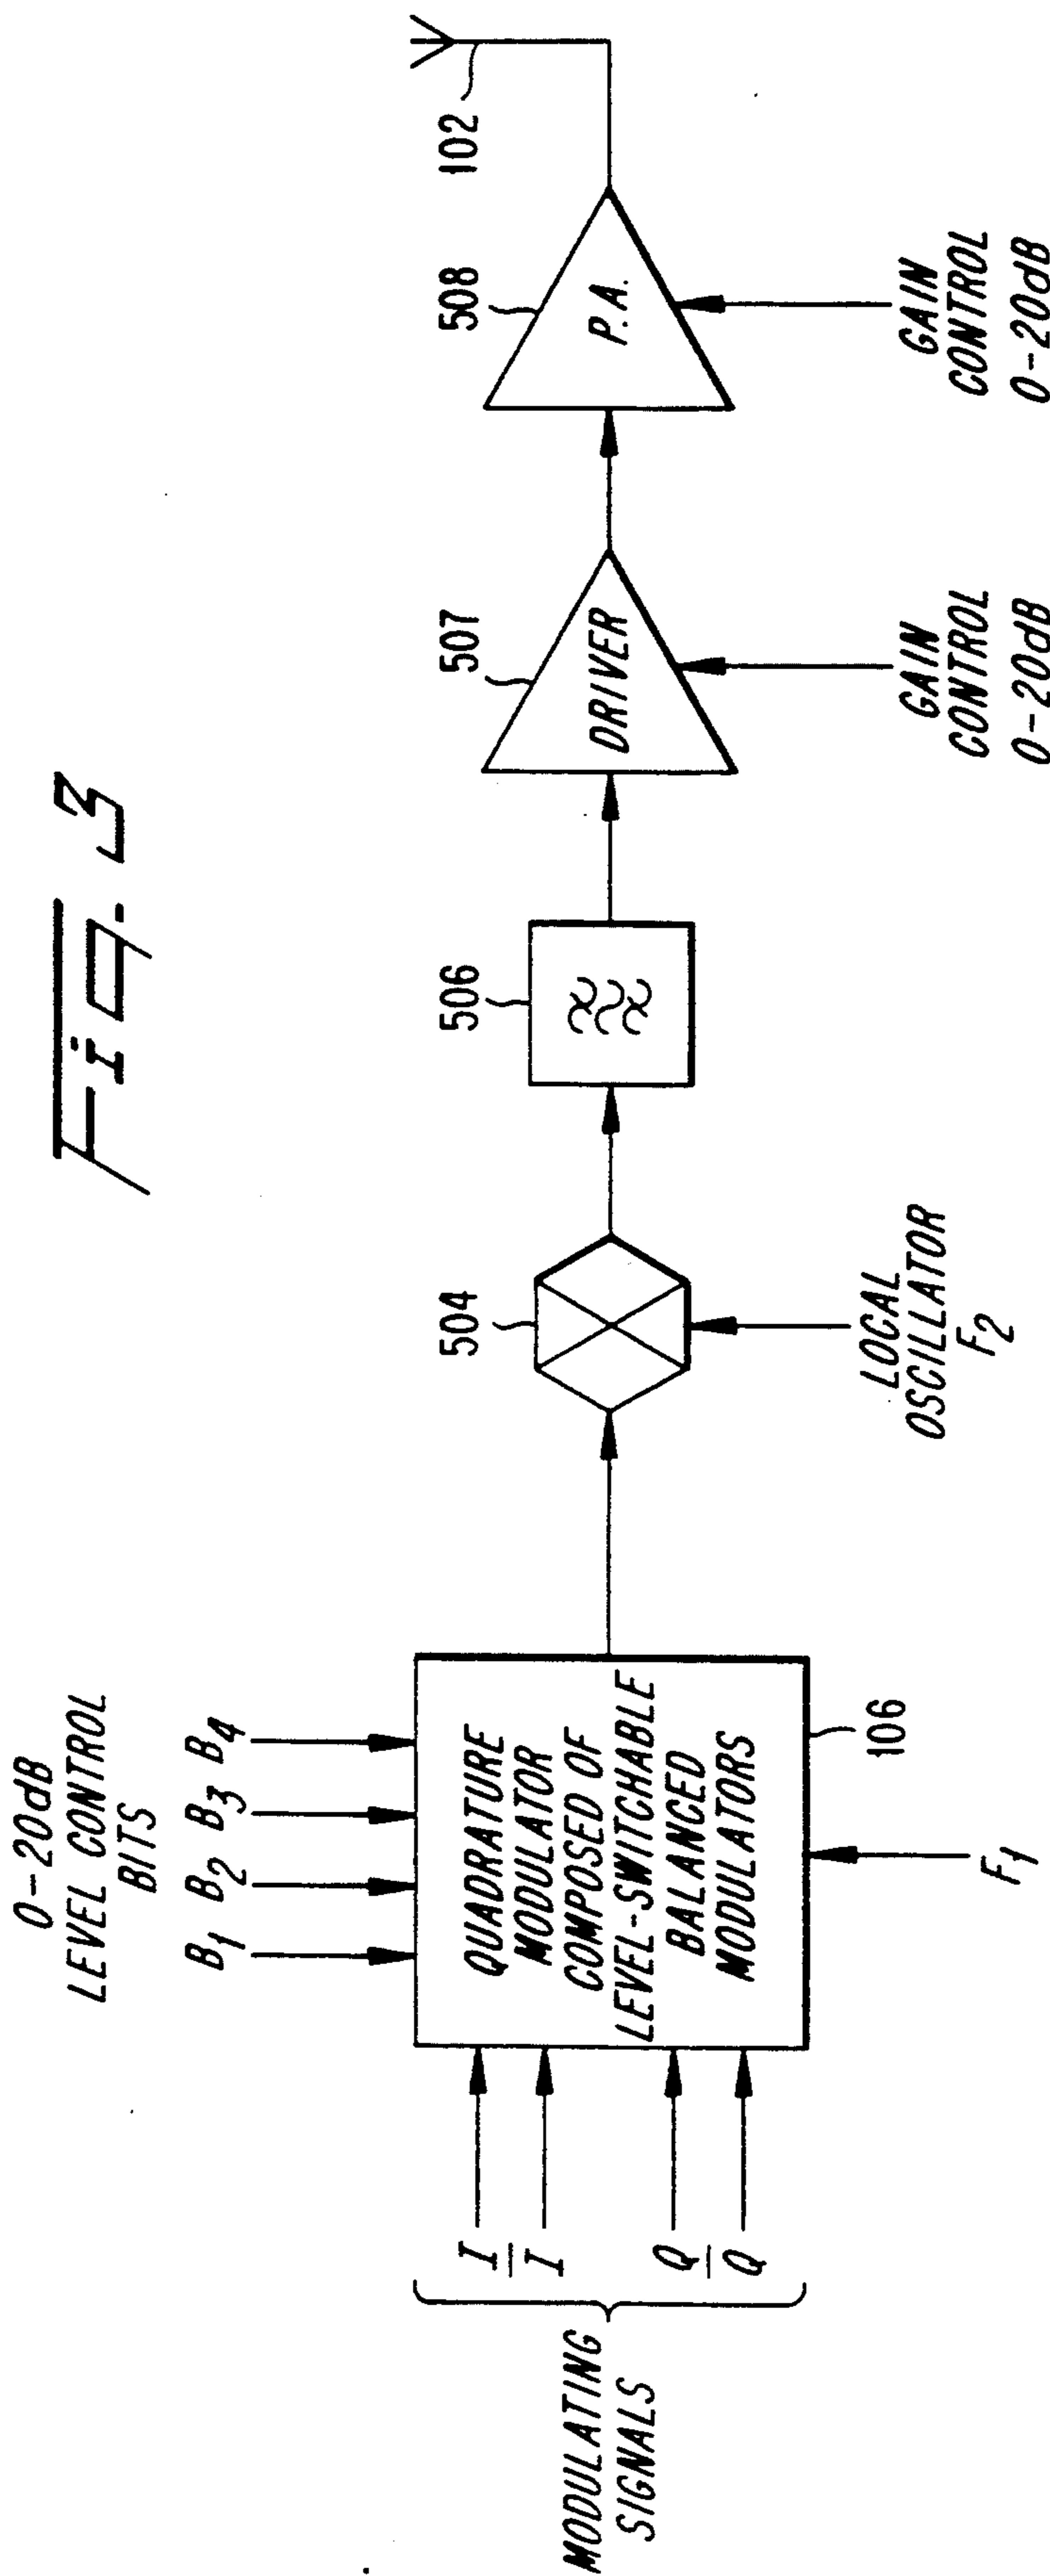 Fig. 3
0-20dB
LEVEL CONTROL
BITS
B1 B2 B3 B4
MODULATING
SIGNALS
I
I
Q
Q
QUADRATURE
MODULATOR
COMPOSED OF
LEVEL-SWITCHABLE
BALANCED
MODULATORS
106
F1
504
LOCAL
OSCILLATOR
F2
506
507
DRIVER
GAIN
CONTROL
0-20dB
508
P.A.
GAIN
CONTROL
0-20dB
102